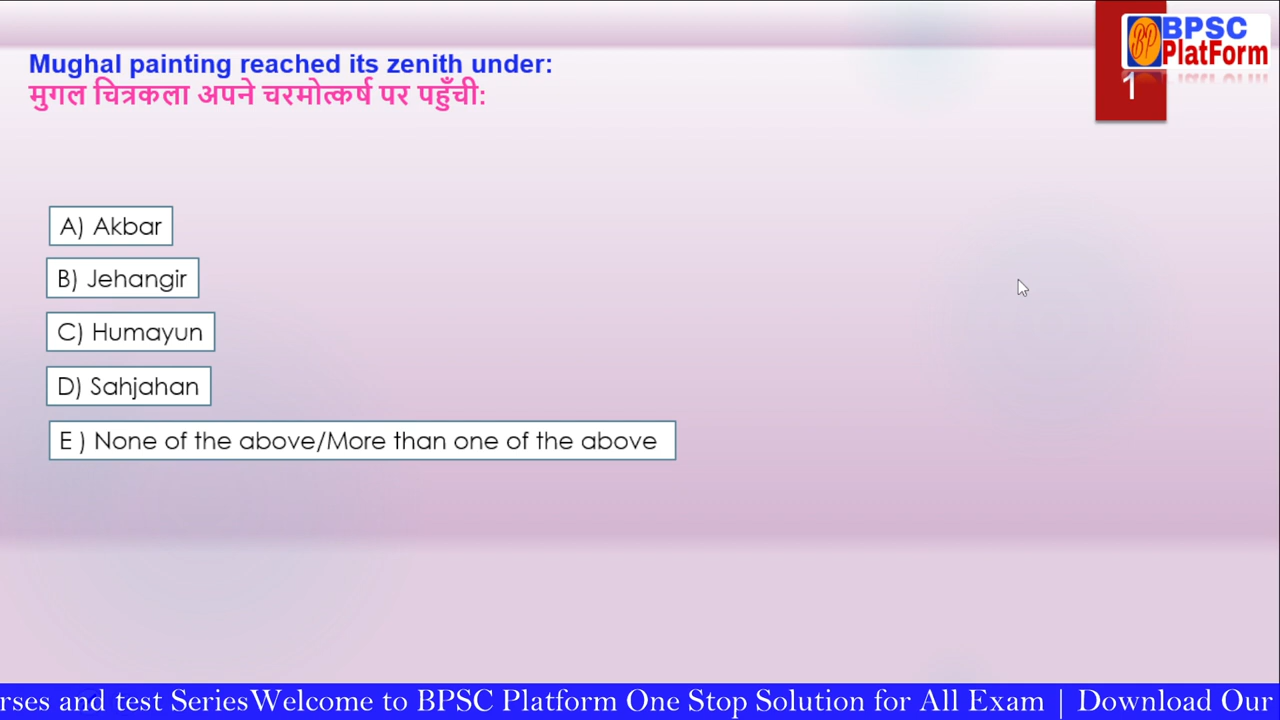 BPSC
PlatForm
BP
1
Mughal painting reached its zenith under:
मुगल चित्रकला अपने चरमोत्कर्ष पर पहुँची:
A) Akbar
B) Jehangir
C) Humayun
D) Sahjahan
E ) None of the above/More than one of the above
rses and test SeriesWelcome to BPSC Platform One Stop Solution for All Exam | Download Our